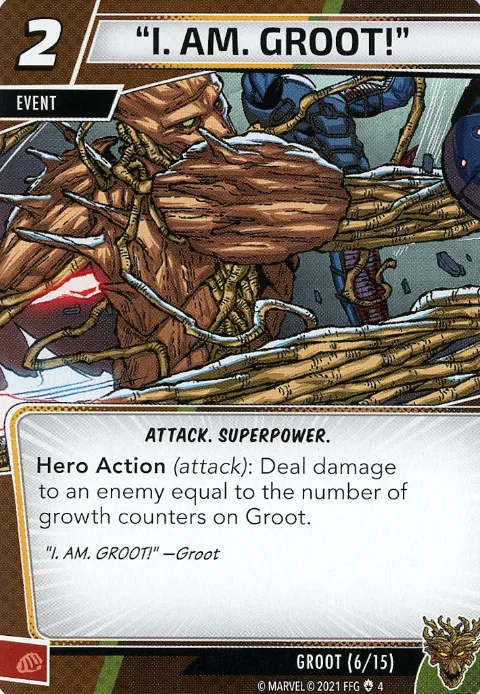 2
"I. AM. GROOT!"
EVENT
ATTACK. SUPERPOWER.
Hero Action (attack): Deal damage
to an enemy equal to the number of
growth counters on Groot.
"I. AM. GROOT!" —Groot
GROOT (6/15)
© MARVEL © 2021 FFG 4